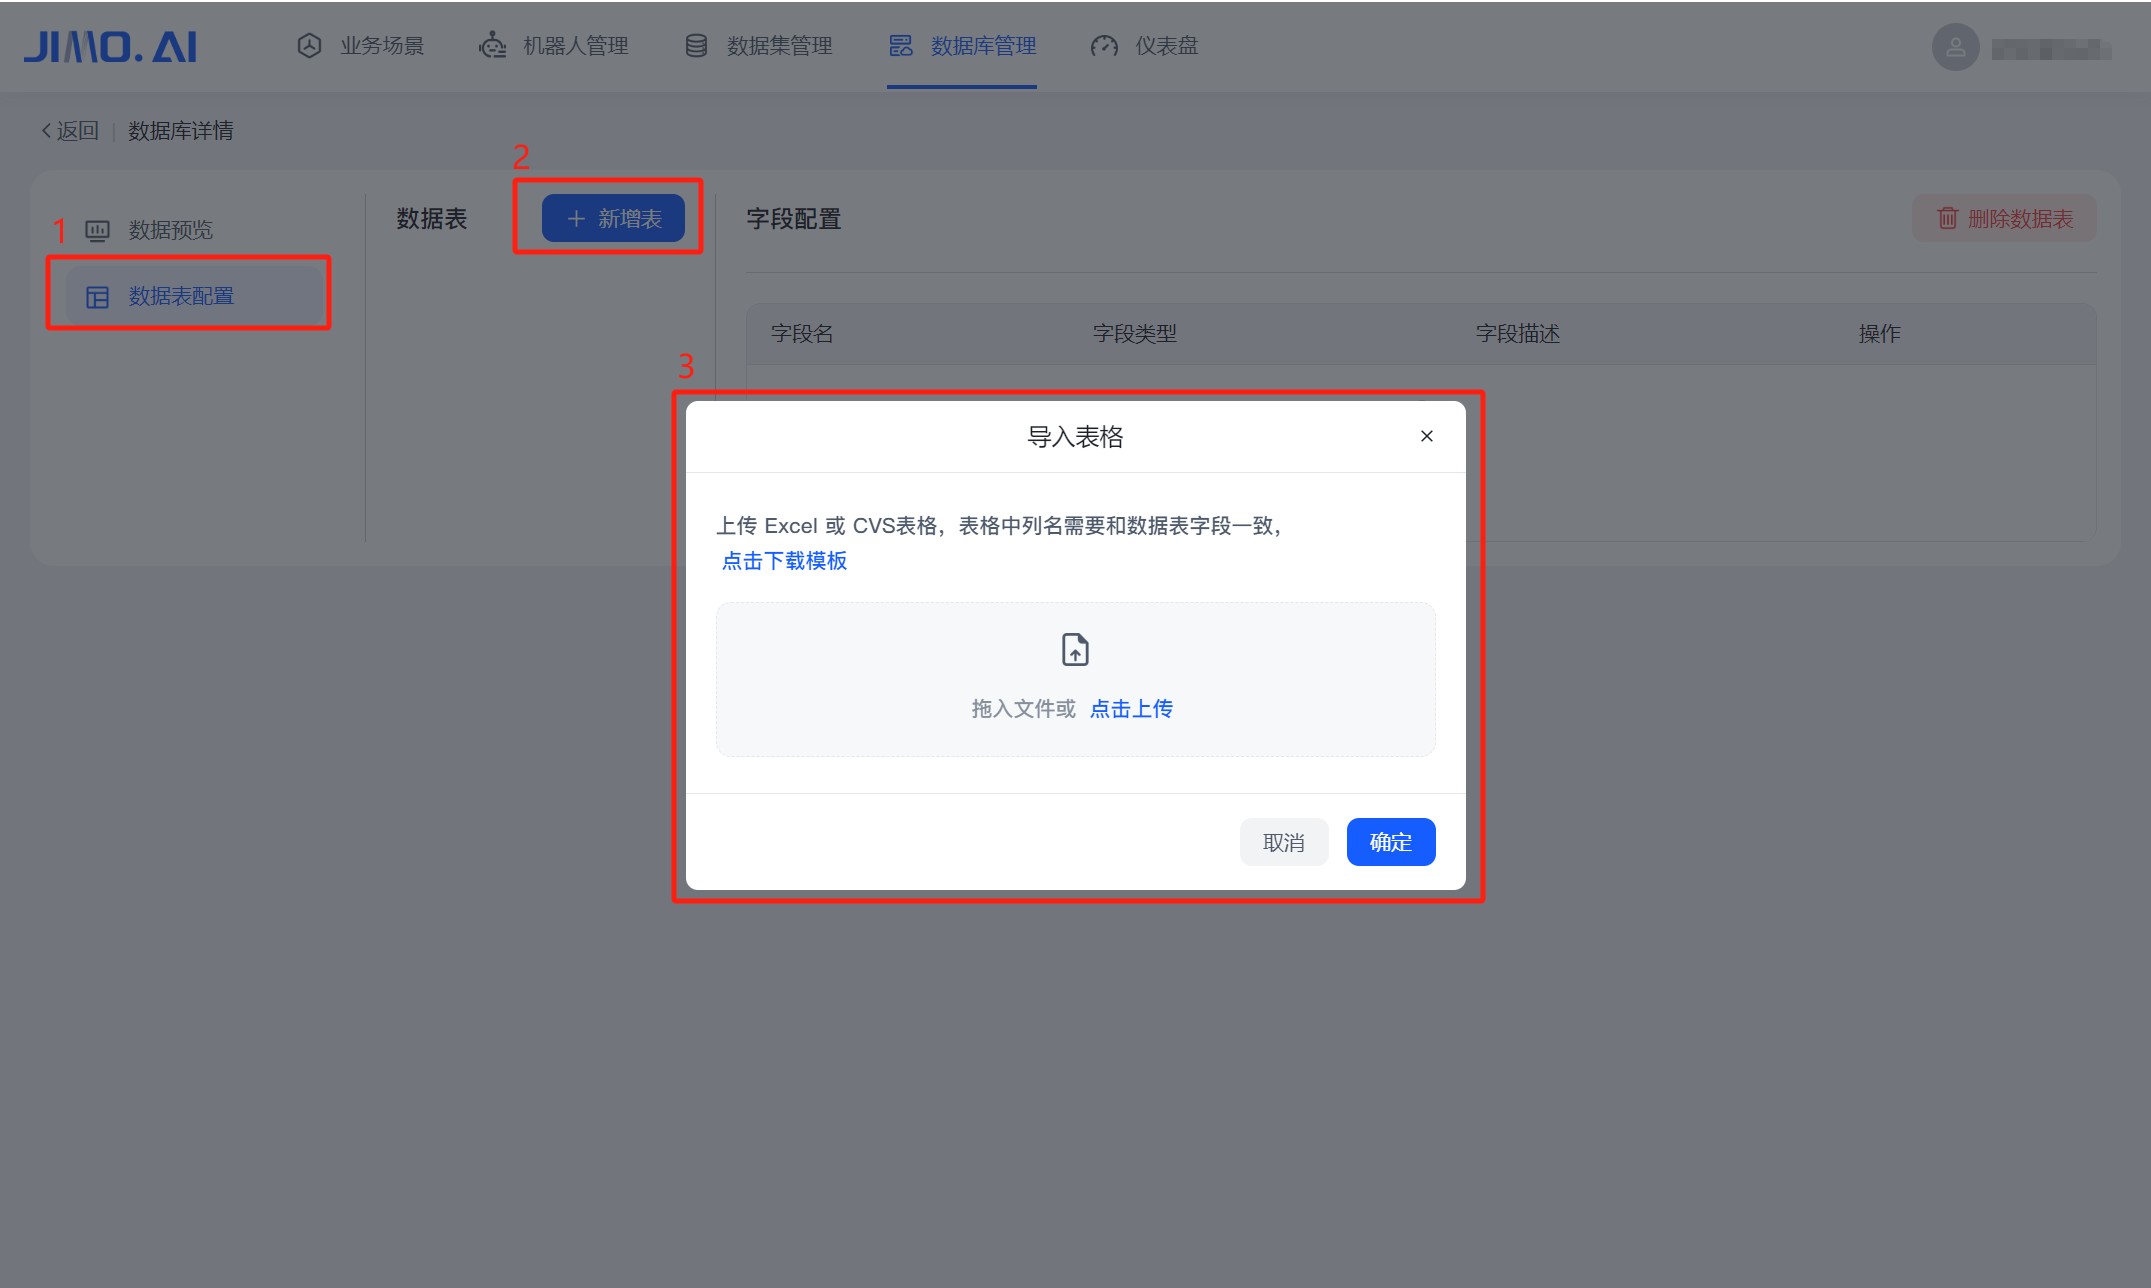 JIMO.AI
业务场景
机器人管理
数据集管理
数据库管理
仪表盘
返回 | 数据库详情
1
数据预览
数据表配置
数据表
2
新增表
字段配置
删除数据表
字段名
字段类型
字段描述
操作
3
导入表格
上传 Excel 或 CVS表格，表格中列名需要和数据表字段一致，
点击下载模板
拖入文件或 点击上传
取消
确定